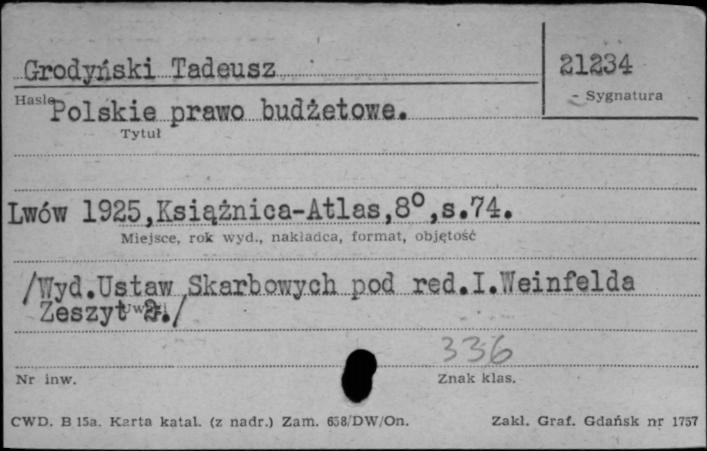 Grodyński Tadeusz
21234
Hasło
Sygnatura
Polskie prawo budżetowe.
Tytuł
Lwów 1925,Książnica-Atlas,8°,s.74.
Miejsce, rok wyd., nakładca, format, objętość
/Wyd.Ustaw Skarbowych pod red.I.Weinfelda
Zeszyt 2./
336
Nr inw.
Znak klas.
CWD. B 15a. Karta katal. (z nadr.) Zam. 658/DW/On.
Zakł. Graf. Gdańsk nr 1757